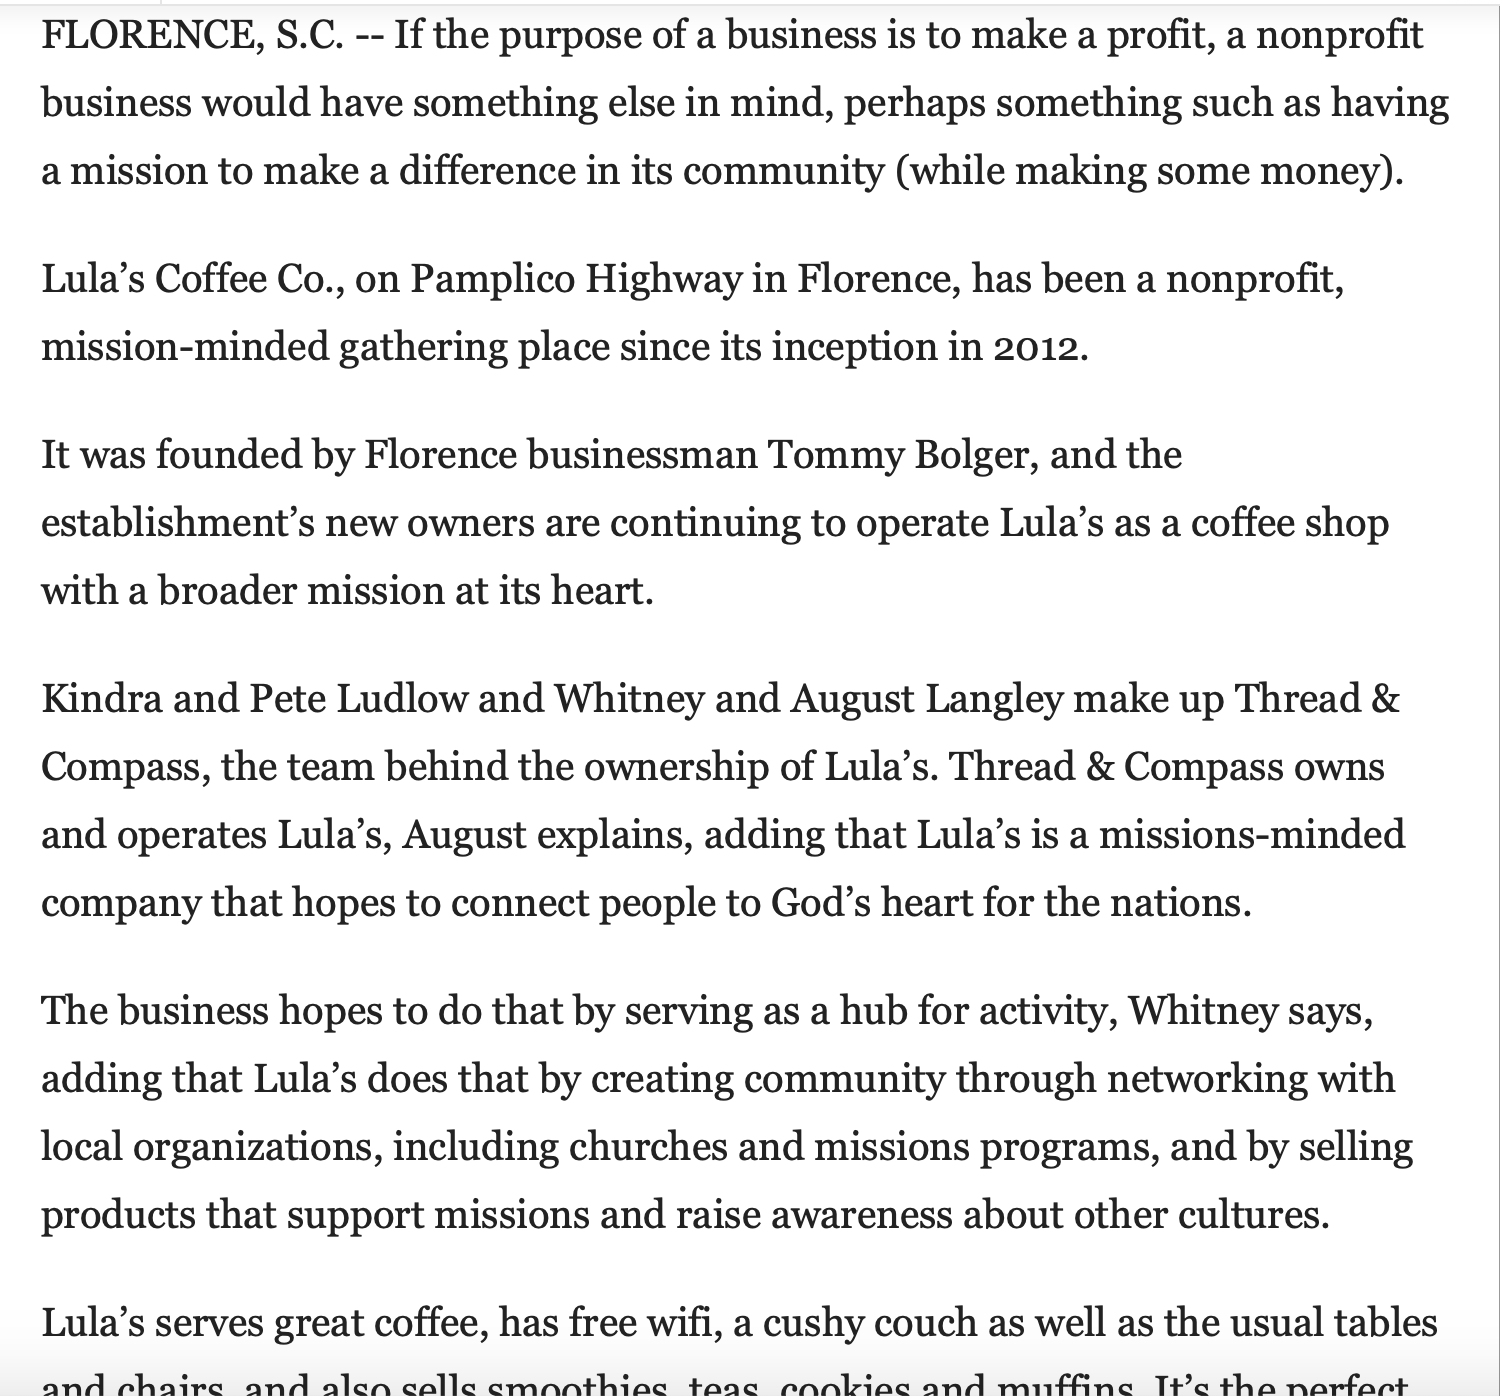 FLORENCE, S.C. -- If the purpose of a business is to make a profit, a nonprofit
business would have something else in mind, perhaps something such as having
a mission to make a difference in its community (while making some money).
Lula’s Coffee Co., on Pamplico Highway in Florence, has been a nonprofit,
mission-minded gathering place since its inception in 2012.
It was founded by Florence businessman Tommy Bolger, and the
establishment’s new owners are continuing to operate Lula’s as a coffee shop
with a broader mission at its heart.
Kindra and Pete Ludlow and Whitney and August Langley make up Thread &
Compass, the team behind the ownership of Lula’s. Thread & Compass owns
and operates Lula’s, August explains, adding that Lula’s is a missions-minded
company that hopes to connect people to God’s heart for the nations.
The business hopes to do that by serving as a hub for activity, Whitney says,
adding that Lula’s does that by creating community through networking with
local organizations, including churches and missions programs, and by selling
products that support missions and raise awareness about other cultures.
Lula’s serves great coffee, has free wifi, a cushy couch as well as the usual tables
and chairs, and also sells smoothies, teas, cookies and muffins. It’s the perfect